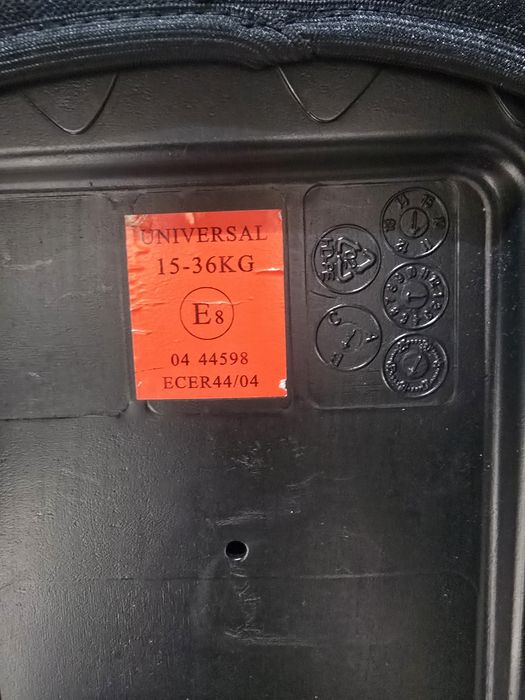 UNIVERSAL
15-36KG
E8
04 44598
ECER44/04
C
A
B